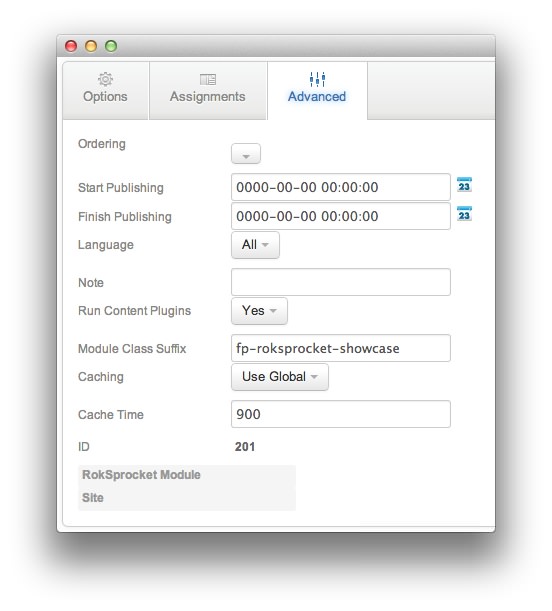 Options Assignments Advanced
Ordering
Start Publishing 0000-00-00 00:00:00 23
Finish Publishing 0000-00-00 00:00:00 23
Language All
Note
Run Content Plugins Yes
Module Class Suffix fp-roksprocket-showcase
Caching Use Global
Cache Time 900
ID 201
RokSprocket Module
Site